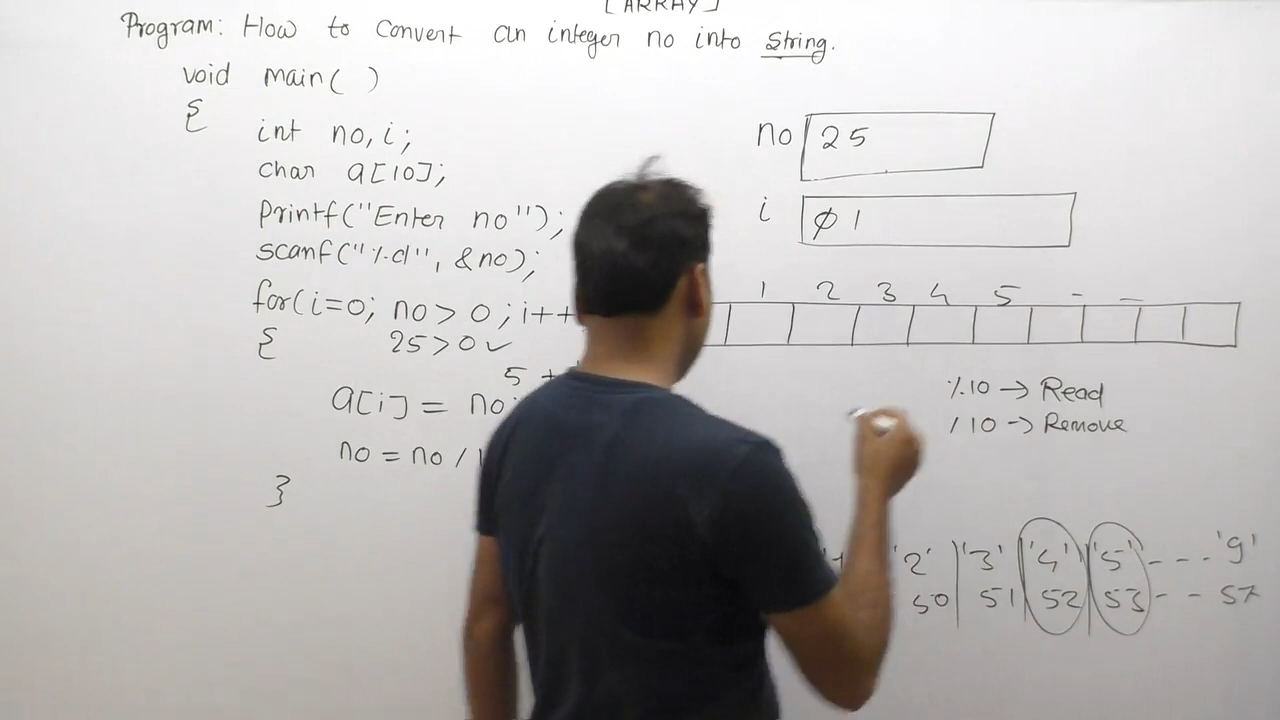 [ARRAY]
Program: How to Convert an integer no into String.
void main( )
{
int no, i;
char a[10];
Printf("Enter no");
scanf("%d", &no);
for(i=0; no > 0; i++
{
25 > 0 ✓
5 +
a[i] = no
no = no / 1
}
no 25
i 0 1
1 2 3 4 5 - -
%10 -> Read
/10 -> Remove
'2' '3' '4' '5' - - - '9'
50 51 52 53 - - 57